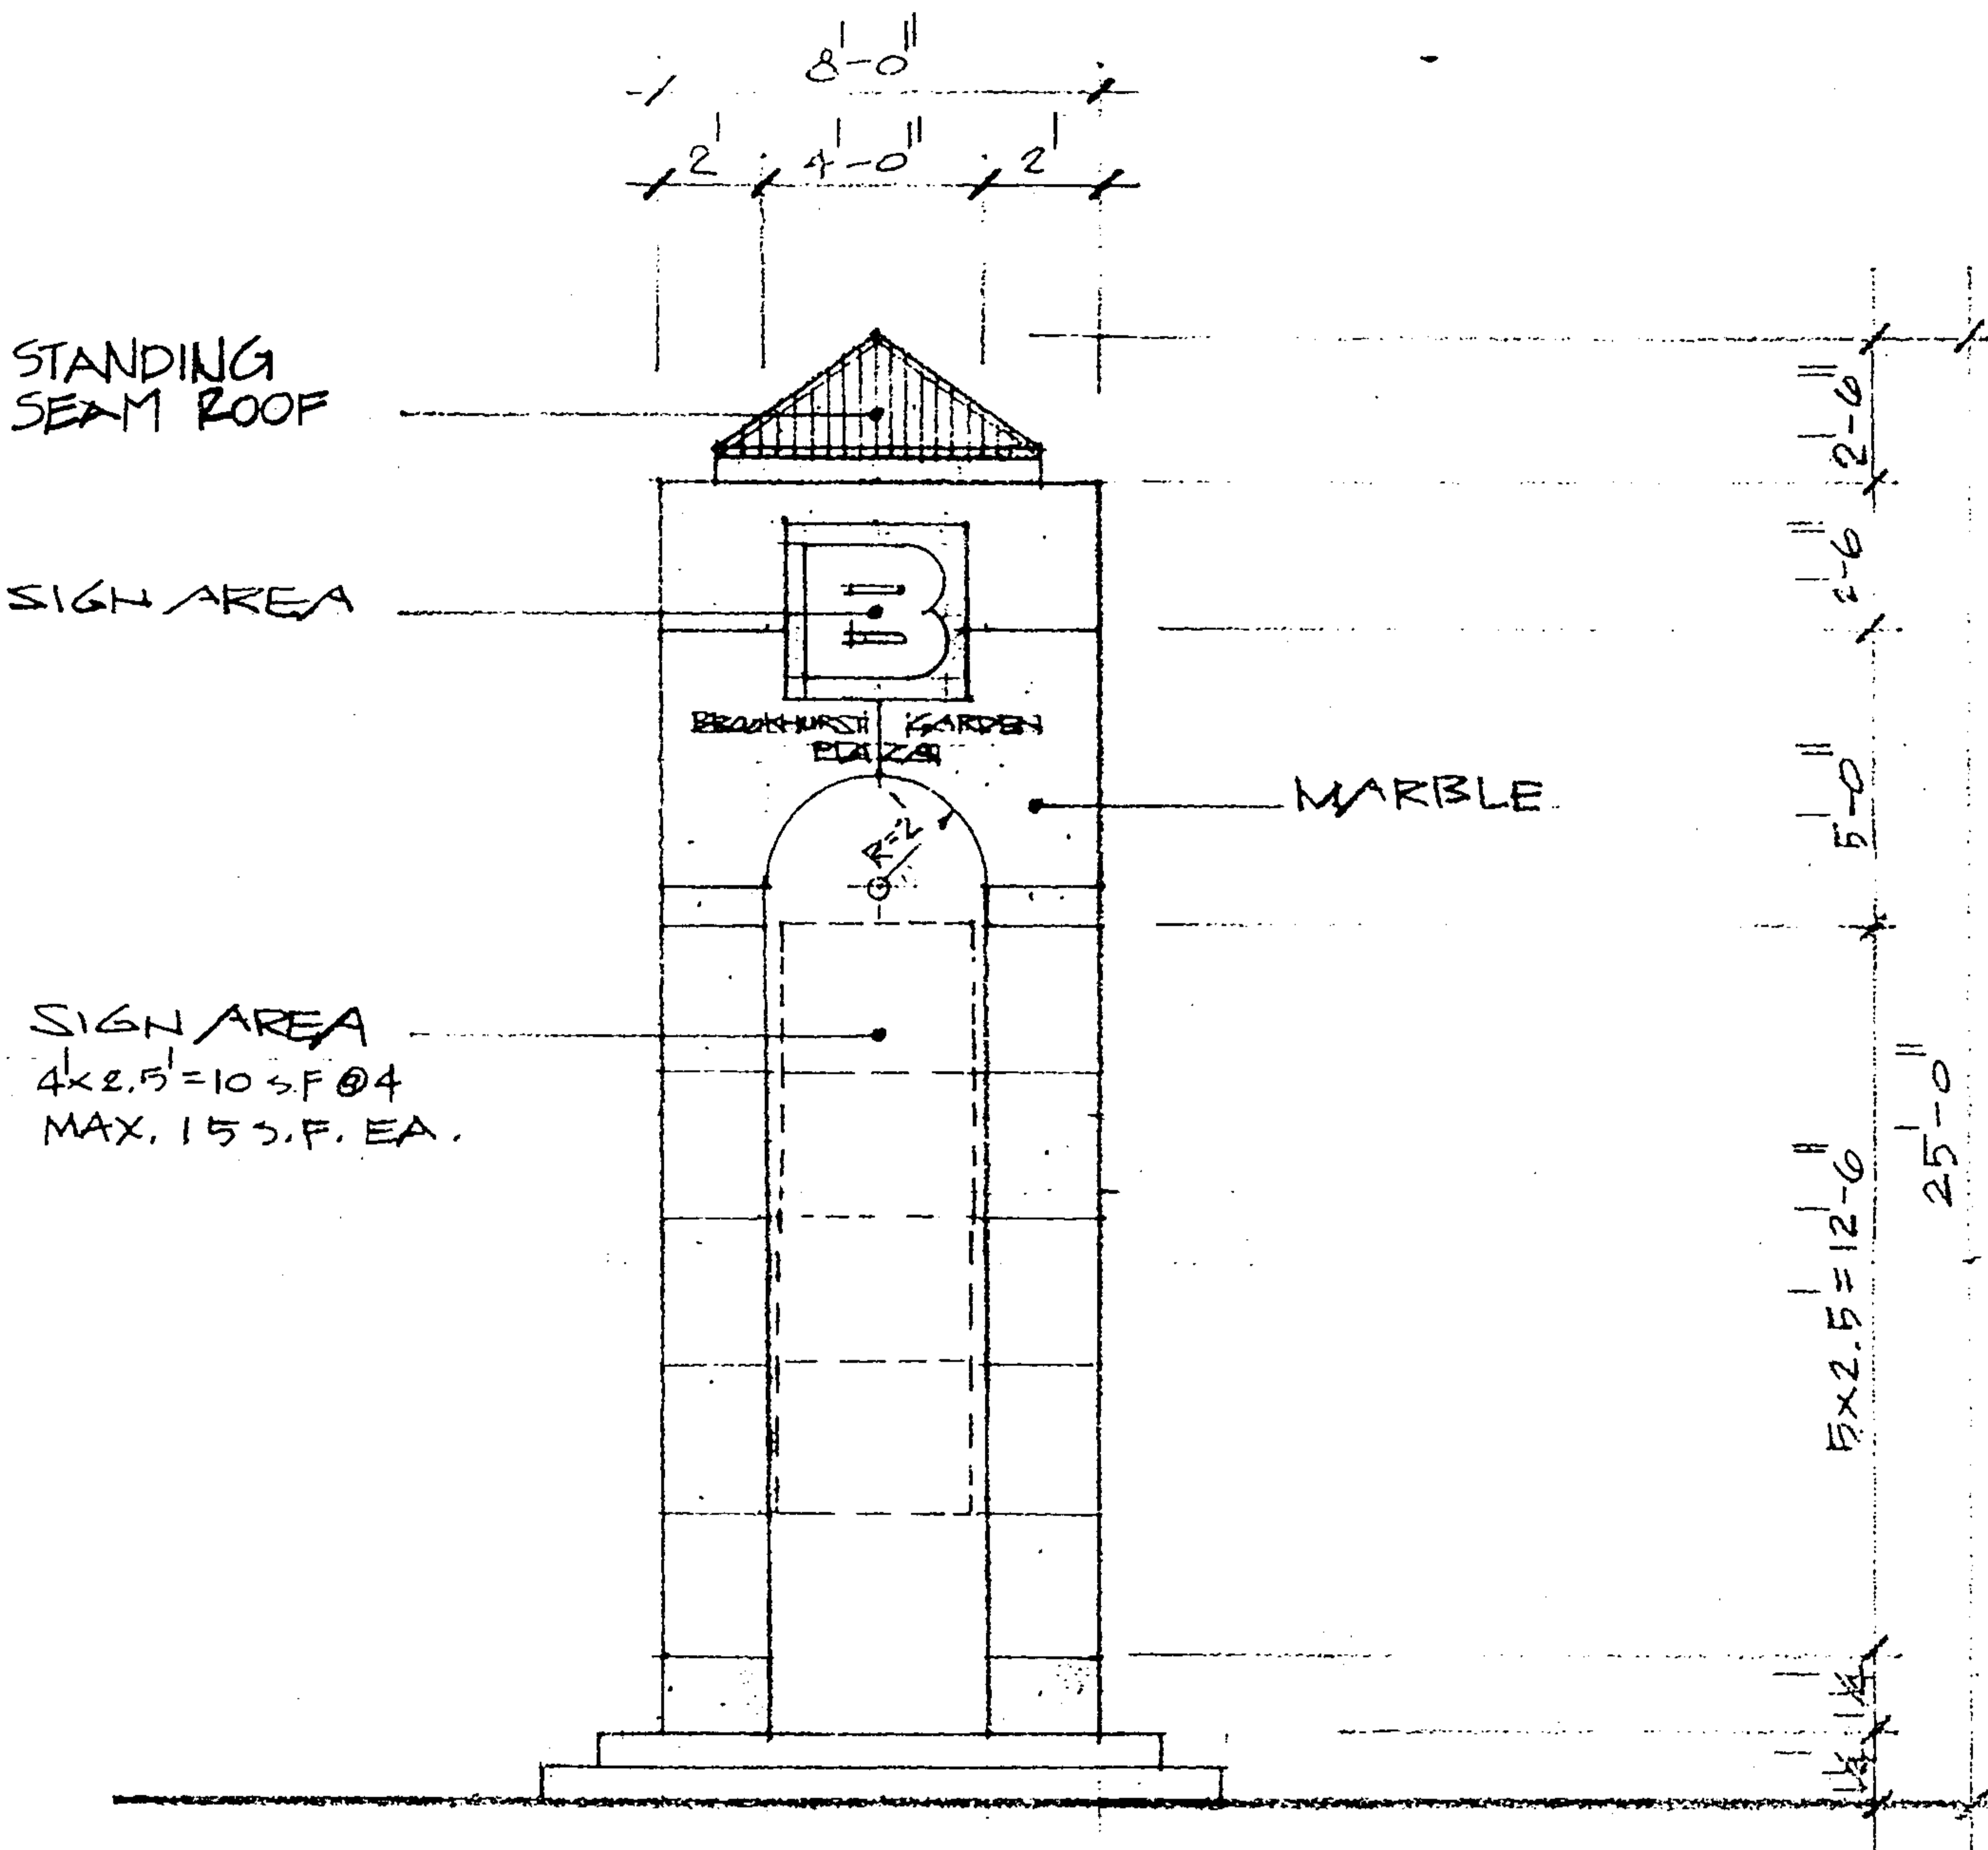 8'-0"
2' 4'-0" 2'
STANDING
SEAM ROOF
2'-6"
2'-6"
SIGN AREA
B
BROOKHURST GARDEN
PLAZA
MARBLE
5'-0"
SIGN AREA
4'x2.5'=10 S.F @4
MAX. 15 S.F. EA.
25'-0"
5x2.5'=12'-6"